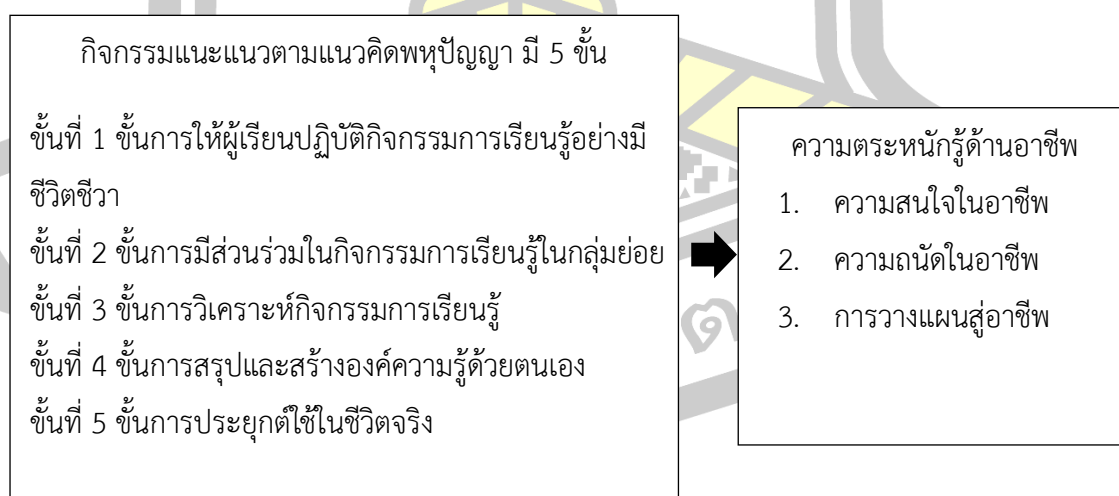 กิจกรรมแนะแนวตามแนวคิดพหุปัญญา มี 5 ขั้น
ขั้นที่ 1 ขั้นการให้ผู้เรียนปฏิบัติกิจกรรมการเรียนรู้อย่างมี
ชีวิตชีวา
ขั้นที่ 2 ขั้นการมีส่วนร่วมในกิจกรรมการเรียนรู้ในกลุ่มย่อย
ขั้นที่ 3 ขั้นการวิเคราะห์กิจกรรมการเรียนรู้
ขั้นที่ 4 ขั้นการสรุปและสร้างองค์ความรู้ด้วยตนเอง
ขั้นที่ 5 ขั้นการประยุกต์ใช้ในชีวิตจริง
ความตระหนักรู้ด้านอาชีพ
1. ความสนใจในอาชีพ
2. ความถนัดในอาชีพ
3. การวางแผนสู่อาชีพ